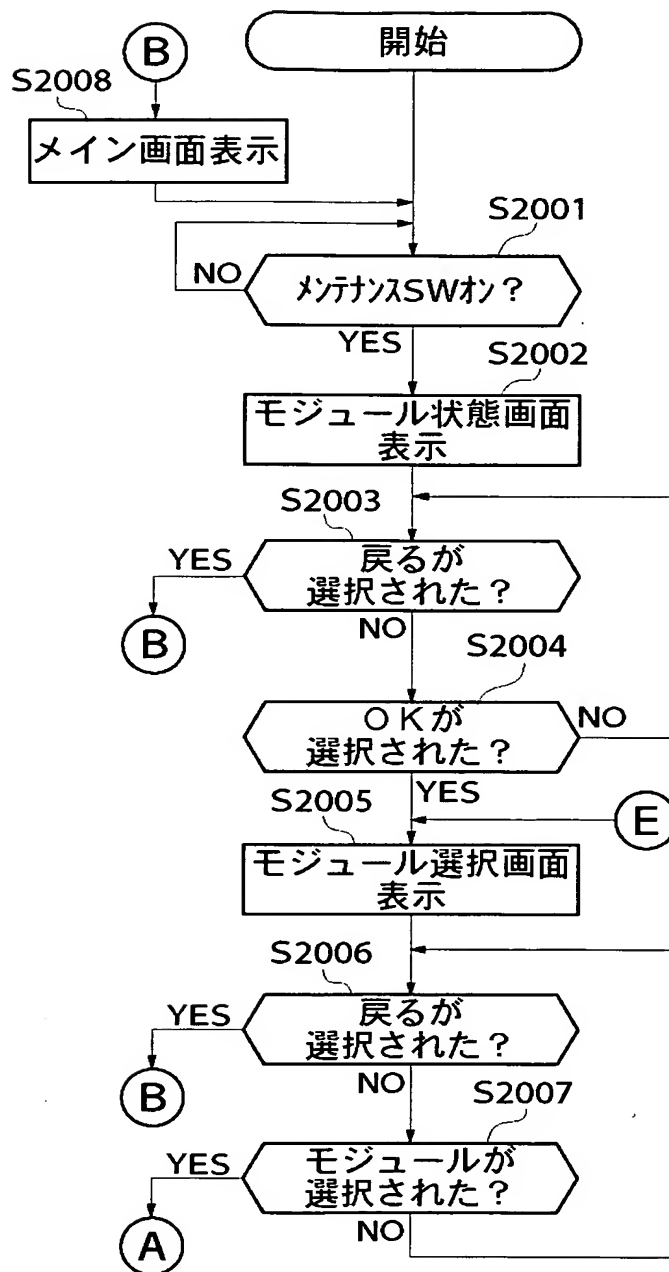 B
開始
S2008
メイン画面表示
S2001
NO
メンテナンスSWオン？
YES
S2002
モジュール状態画面
表示
S2003
YES
戻るが
選択された？
B
NO
S2004
OKが
選択された？
NO
S2005
YES
E
モジュール選択画面
表示
S2006
YES
戻るが
選択された？
B
NO
S2007
YES
モジュールが
選択された？
A
NO